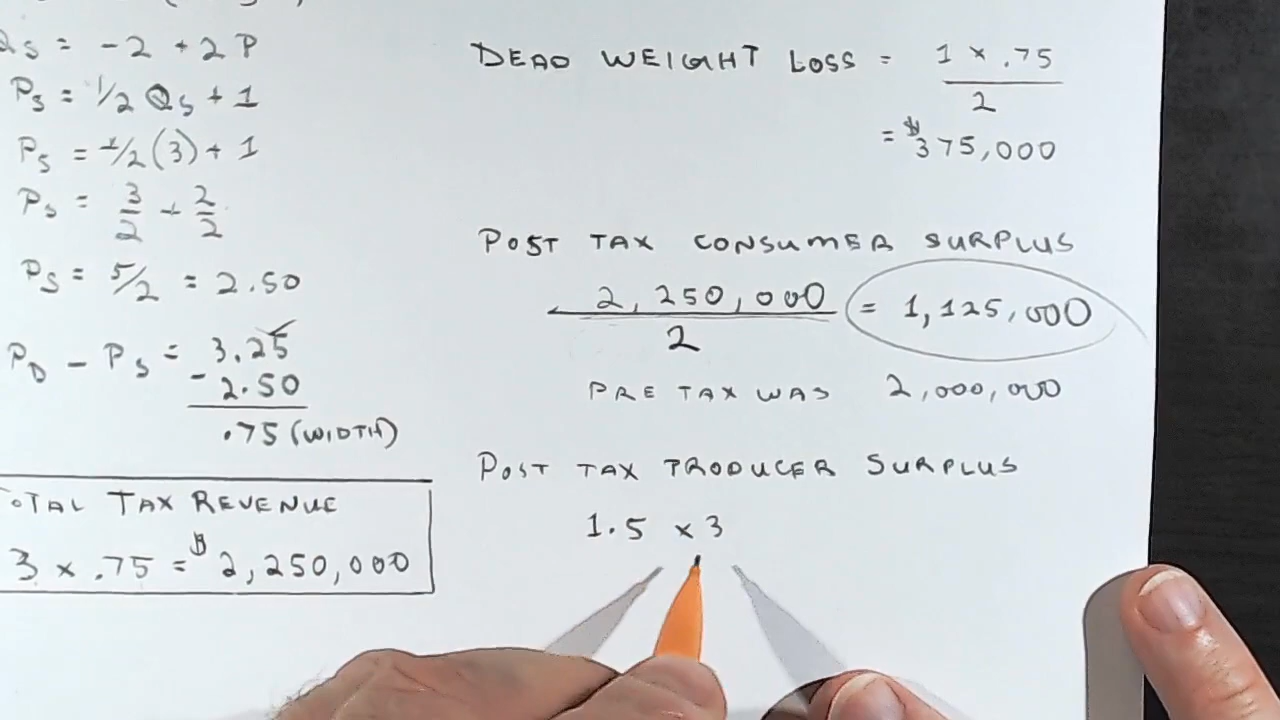 Qs = -2 + 2P
Ps = 1/2 Qs + 1
Ps = 1/2 (3) + 1
Ps = 3/2 + 2/2
Ps = 5/2 = 2.50
PD - Ps = 3.25
- 2.50
.75 (WIDTH)
TOTAL TAX REVENUE
3 x .75 = $2,250,000
DEAD WEIGHT LOSS = 1 x .75
2
= $375,000
POST TAX CONSUMER SURPLUS
2,250,000 = 1,125,000
2
PRE TAX WAS 2,000,000
POST TAX PRODUCER SURPLUS
1.5 x 3